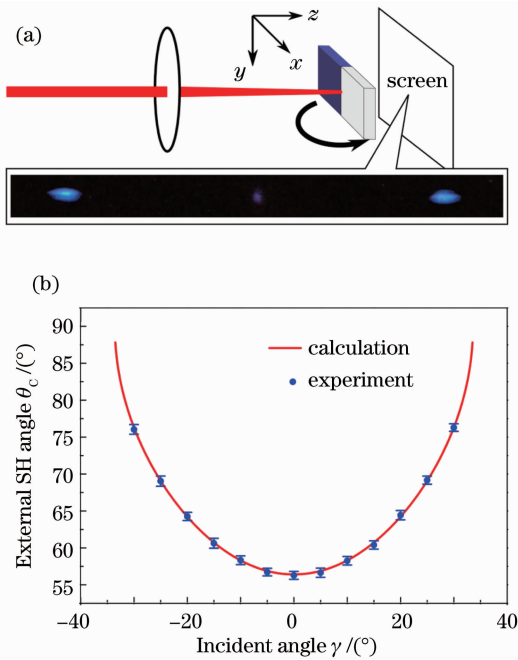 (a)
z
x
y
screen
(b)
External SH angle θc /(°)
90
85
80
75
70
65
60
55
calculation
experiment
−40
−20
0
20
40
Incident angle γ /(°)